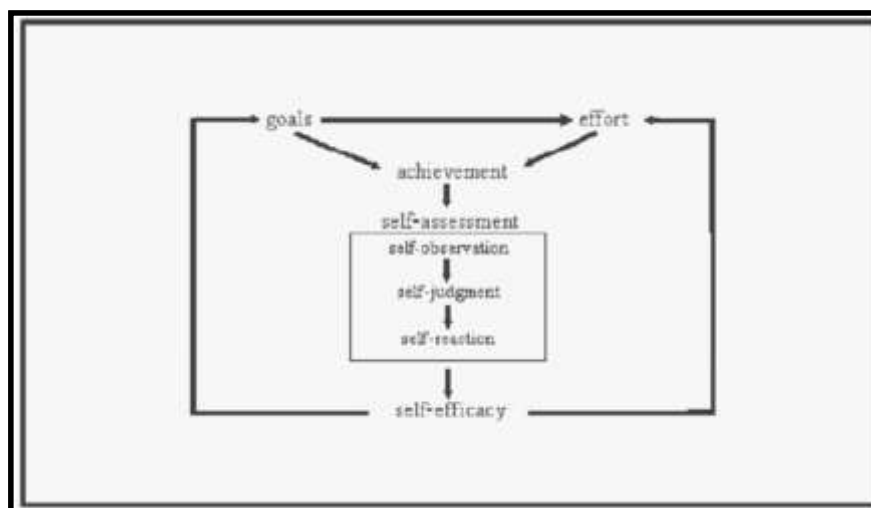 goals effort
achievement
self-assessment
self-observation
self-judgment
self-reaction
self-efficacy